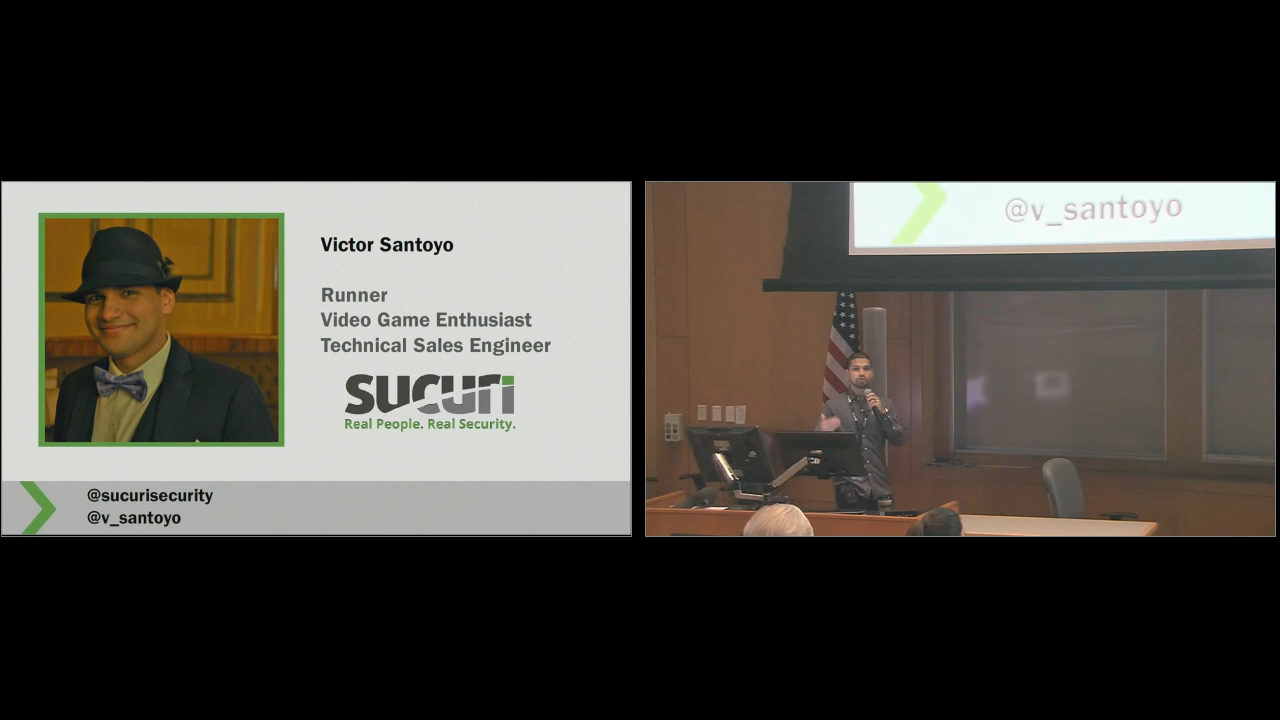 Victor Santoyo
Runner
Video Game Enthusiast
Technical Sales Engineer
sucuri
Real People. Real Security.
@sucurisecurity
@v_santoyo
@v_santoyo